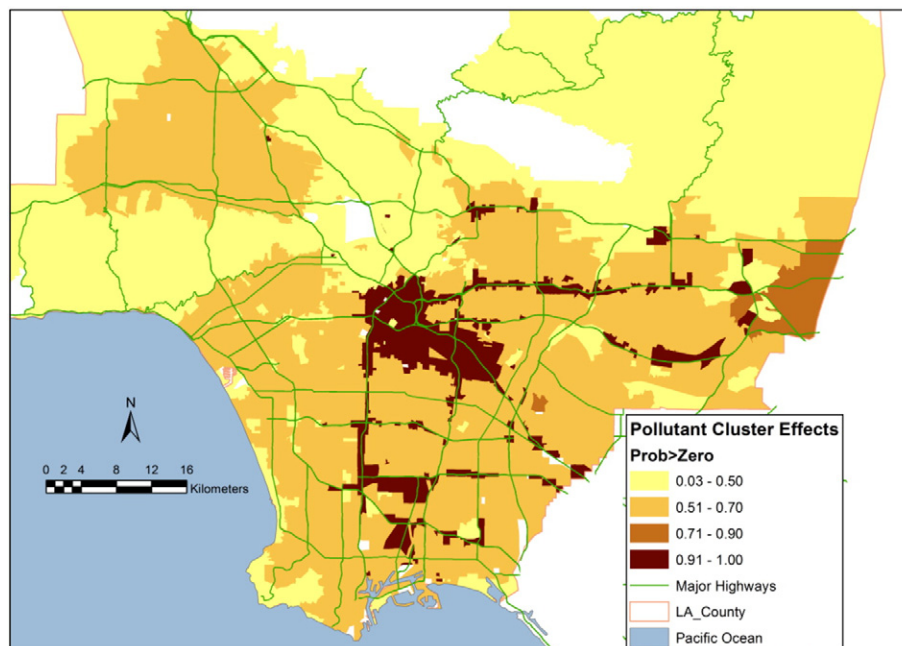 N
0 2 4 8 12 16
Kilometers
Pollutant Cluster Effects
Prob>Zero
0.03 - 0.50
0.51 - 0.70
0.71 - 0.90
0.91 - 1.00
Major Highways
LA_County
Pacific Ocean